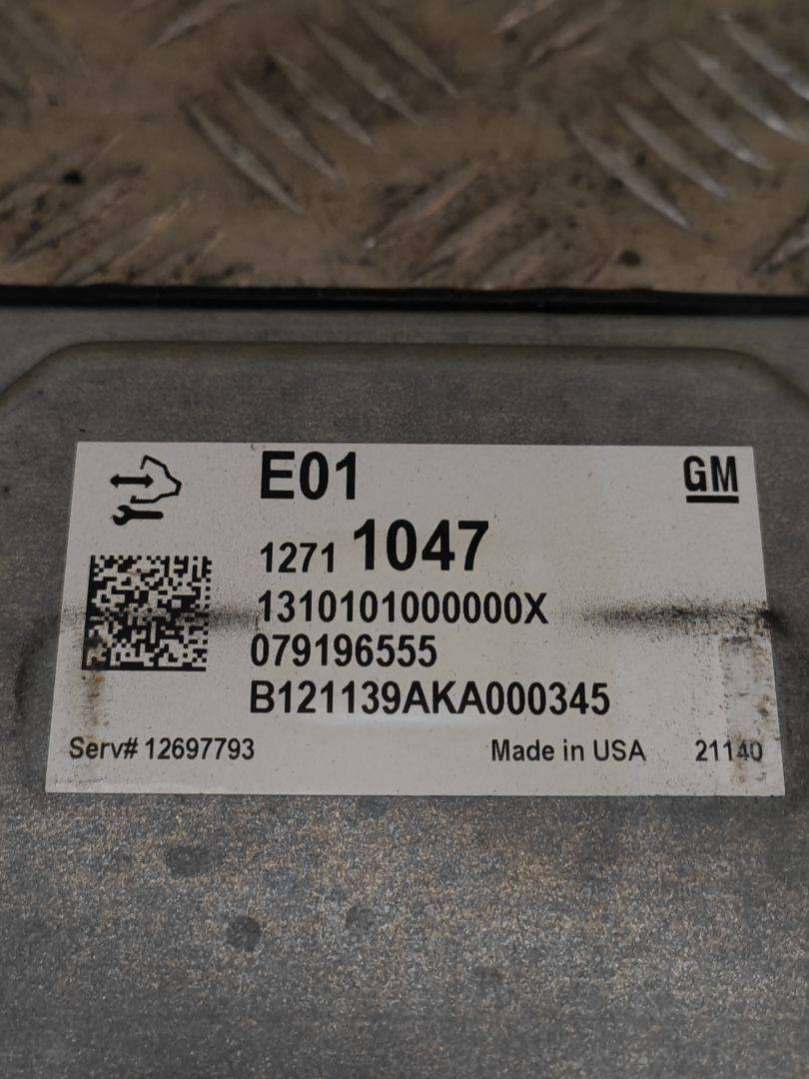 E01
GM
1271 1047
1310101000000X
079196555
B121139AKA000345
Serv# 12697793 Made in USA 21140